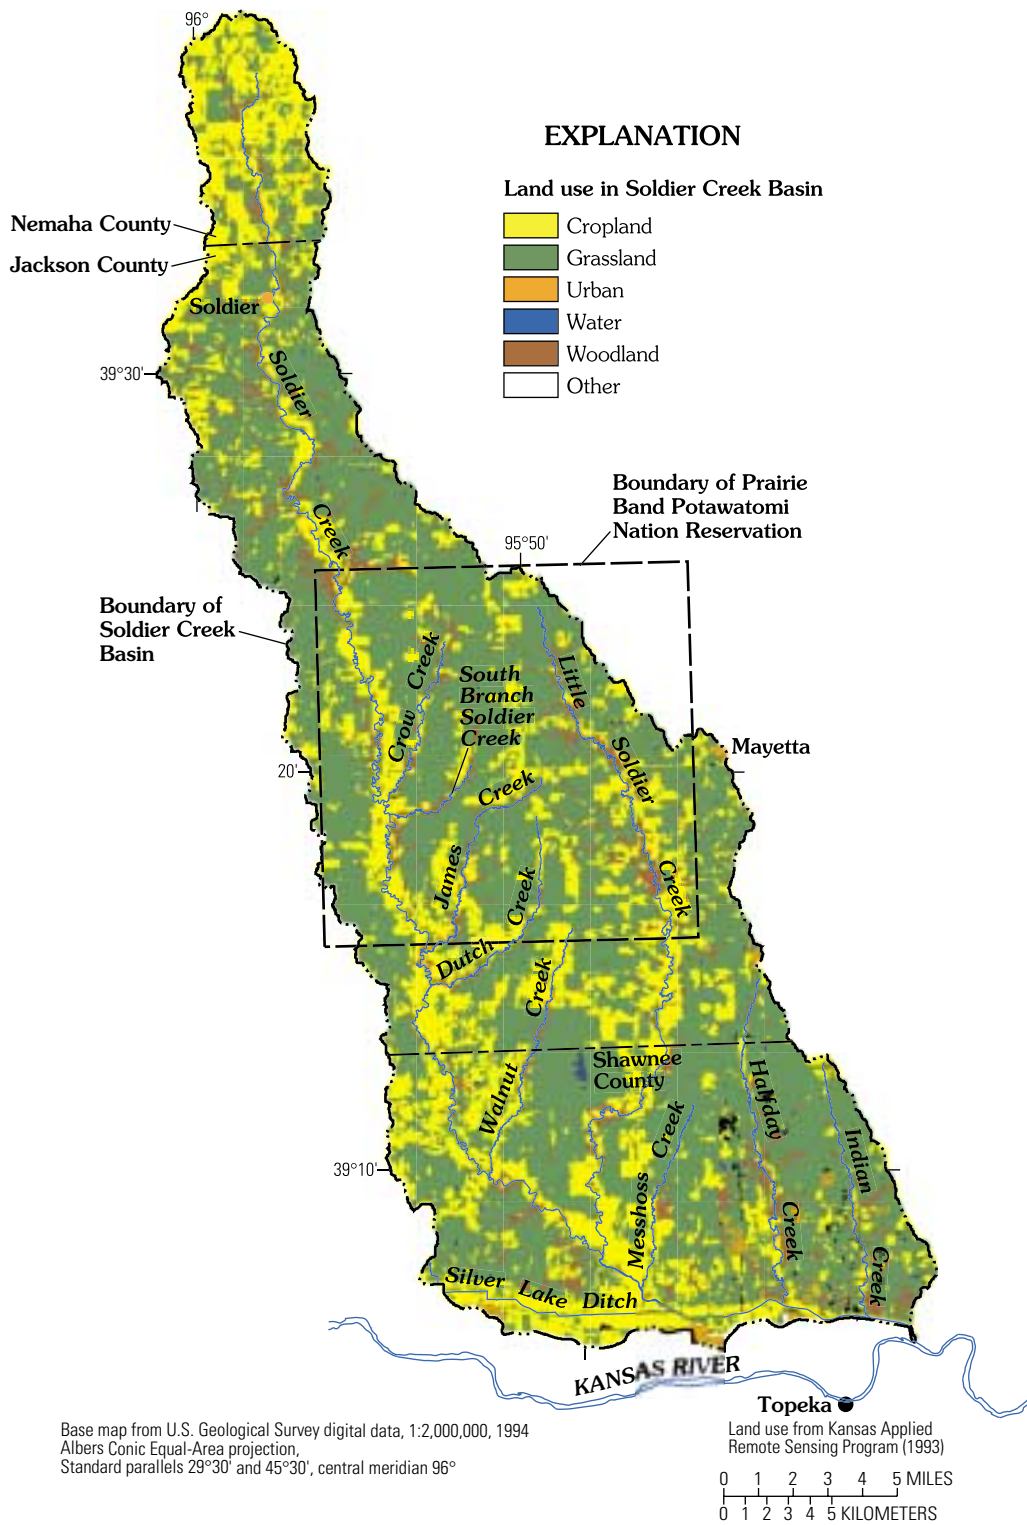 96°
EXPLANATION
Land use in Soldier Creek Basin
Cropland
Grassland
Urban
Water
Woodland
Other
Nemaha County
Jackson County
Soldier
39°30'
Soldier
Creek
Boundary of Prairie
Band Potawatomi
Nation Reservation
95°50'
Boundary of
Soldier Creek
Basin
Crow Creek
South
Branch
Soldier
Creek
Little
Soldier
Creek
Mayetta
20'
James
Creek
Dutch
Creek
Walnut
Creek
Shawnee
County
Halfday
Creek
Indian
Creek
39°10'
Messhoss
Creek
Silver Lake Ditch
KANSAS RIVER
Topeka
Base map from U.S. Geological Survey digital data, 1:2,000,000, 1994
Albers Conic Equal-Area projection,
Standard parallels 29°30' and 45°30', central meridian 96°
Land use from Kansas Applied
Remote Sensing Program (1993)
0 1 2 3 4 5 MILES
0 1 2 3 4 5 KILOMETERS